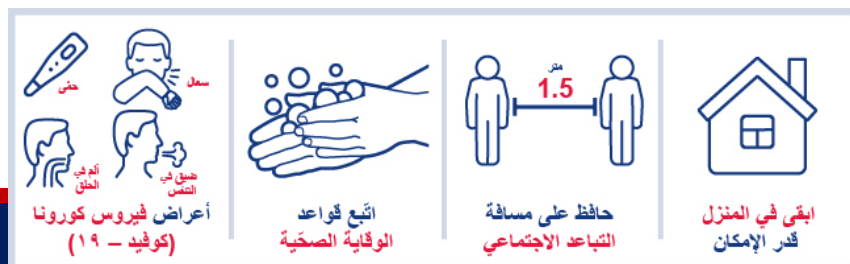 ابقى في المنزل
قدر الإمكان
متر
1.5
حافظ على مسافة
التباعد الاجتماعي
اتّبع قواعد
الوقاية الصحّية
سعال
حمّى
ضيق في
التنفس
ألم في
الحلق
أعراض فيروس كورونا
(كوفيد – ١٩)